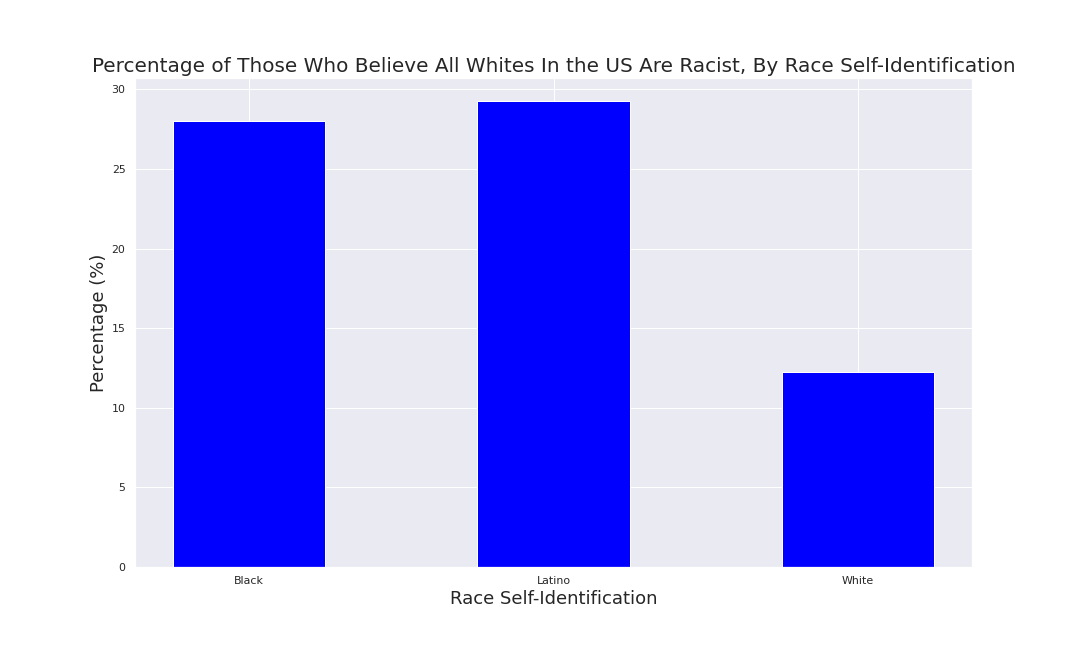 Percentage of Those Who Believe All Whites In the US Are Racist, By Race Self-Identification
30
25
20
15
10
5
0
Percentage (%)
Black Latino White
Race Self-Identification